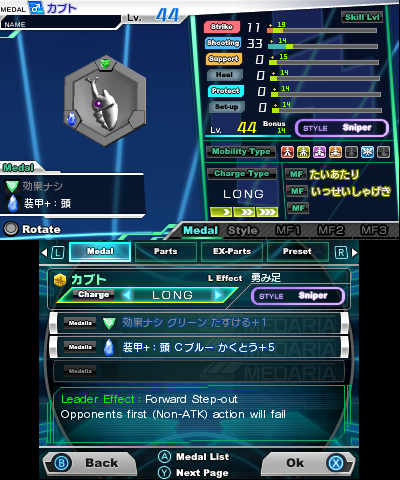 MEDAL カブト Lv. 44
NAME
Skill Lvl
Strike 11 + 19
Shooting 33 + 14
Support 0 + 15
Heal 0 + 14
Protect 0 + 14
Set-up 0 + 14
Lv. 44 Bonus 14 STYLE Sniper
Mobility Type
Charge Type
LONG
MF たいあたり
MF いっせいしゃげき
MF
Medal
効果ナシ
装甲+:頭
Rotate
Medal Style MF1 MF2 MF3
L Medal Parts EX-Parts Preset R
カブト L Effect 勇み足
Charge LONG STYLE Sniper
Medalia 効果ナシ グリーン たすける+1
Medalia 装甲+:頭 Cブルー かくとう+5
Medalia
MEDARIA
Leader Effect : Forward Step-out
Opponents first (Non-ATK) action will fail
B Back
A Medal List
Y Next Page
Ok X